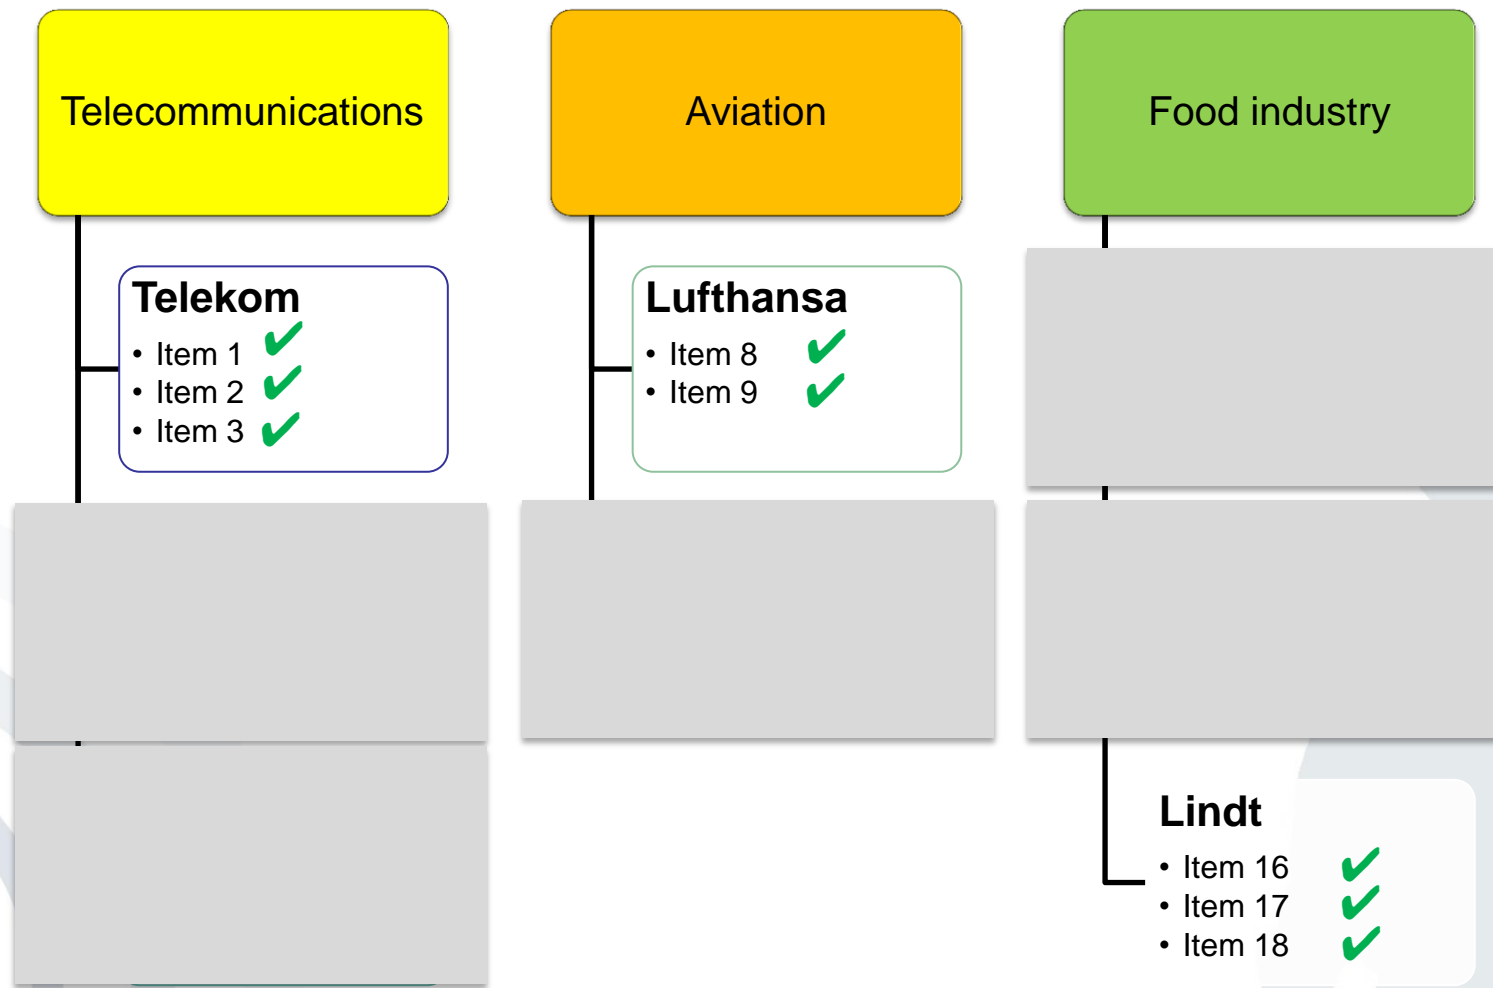 Telecommunications
Telekom
• Item 1 ✔
• Item 2 ✔
• Item 3 ✔
Aviation
Lufthansa
• Item 8 ✔
• Item 9 ✔
Food industry
Lindt
• Item 16 ✔
• Item 17 ✔
• Item 18 ✔